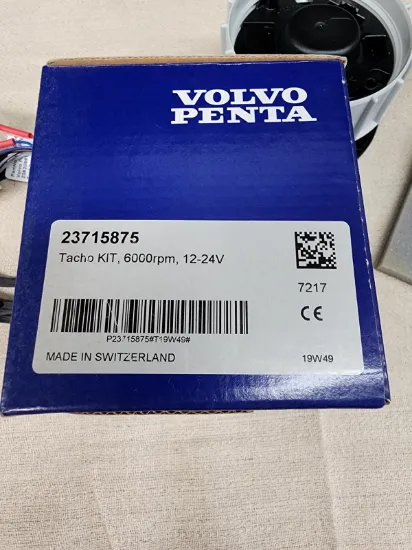 VOLVO
PENTA
23715875
Tacho KIT, 6000rpm, 12-24V
7217
CE
P23715875#T19W49#
MADE IN SWITZERLAND
19W49